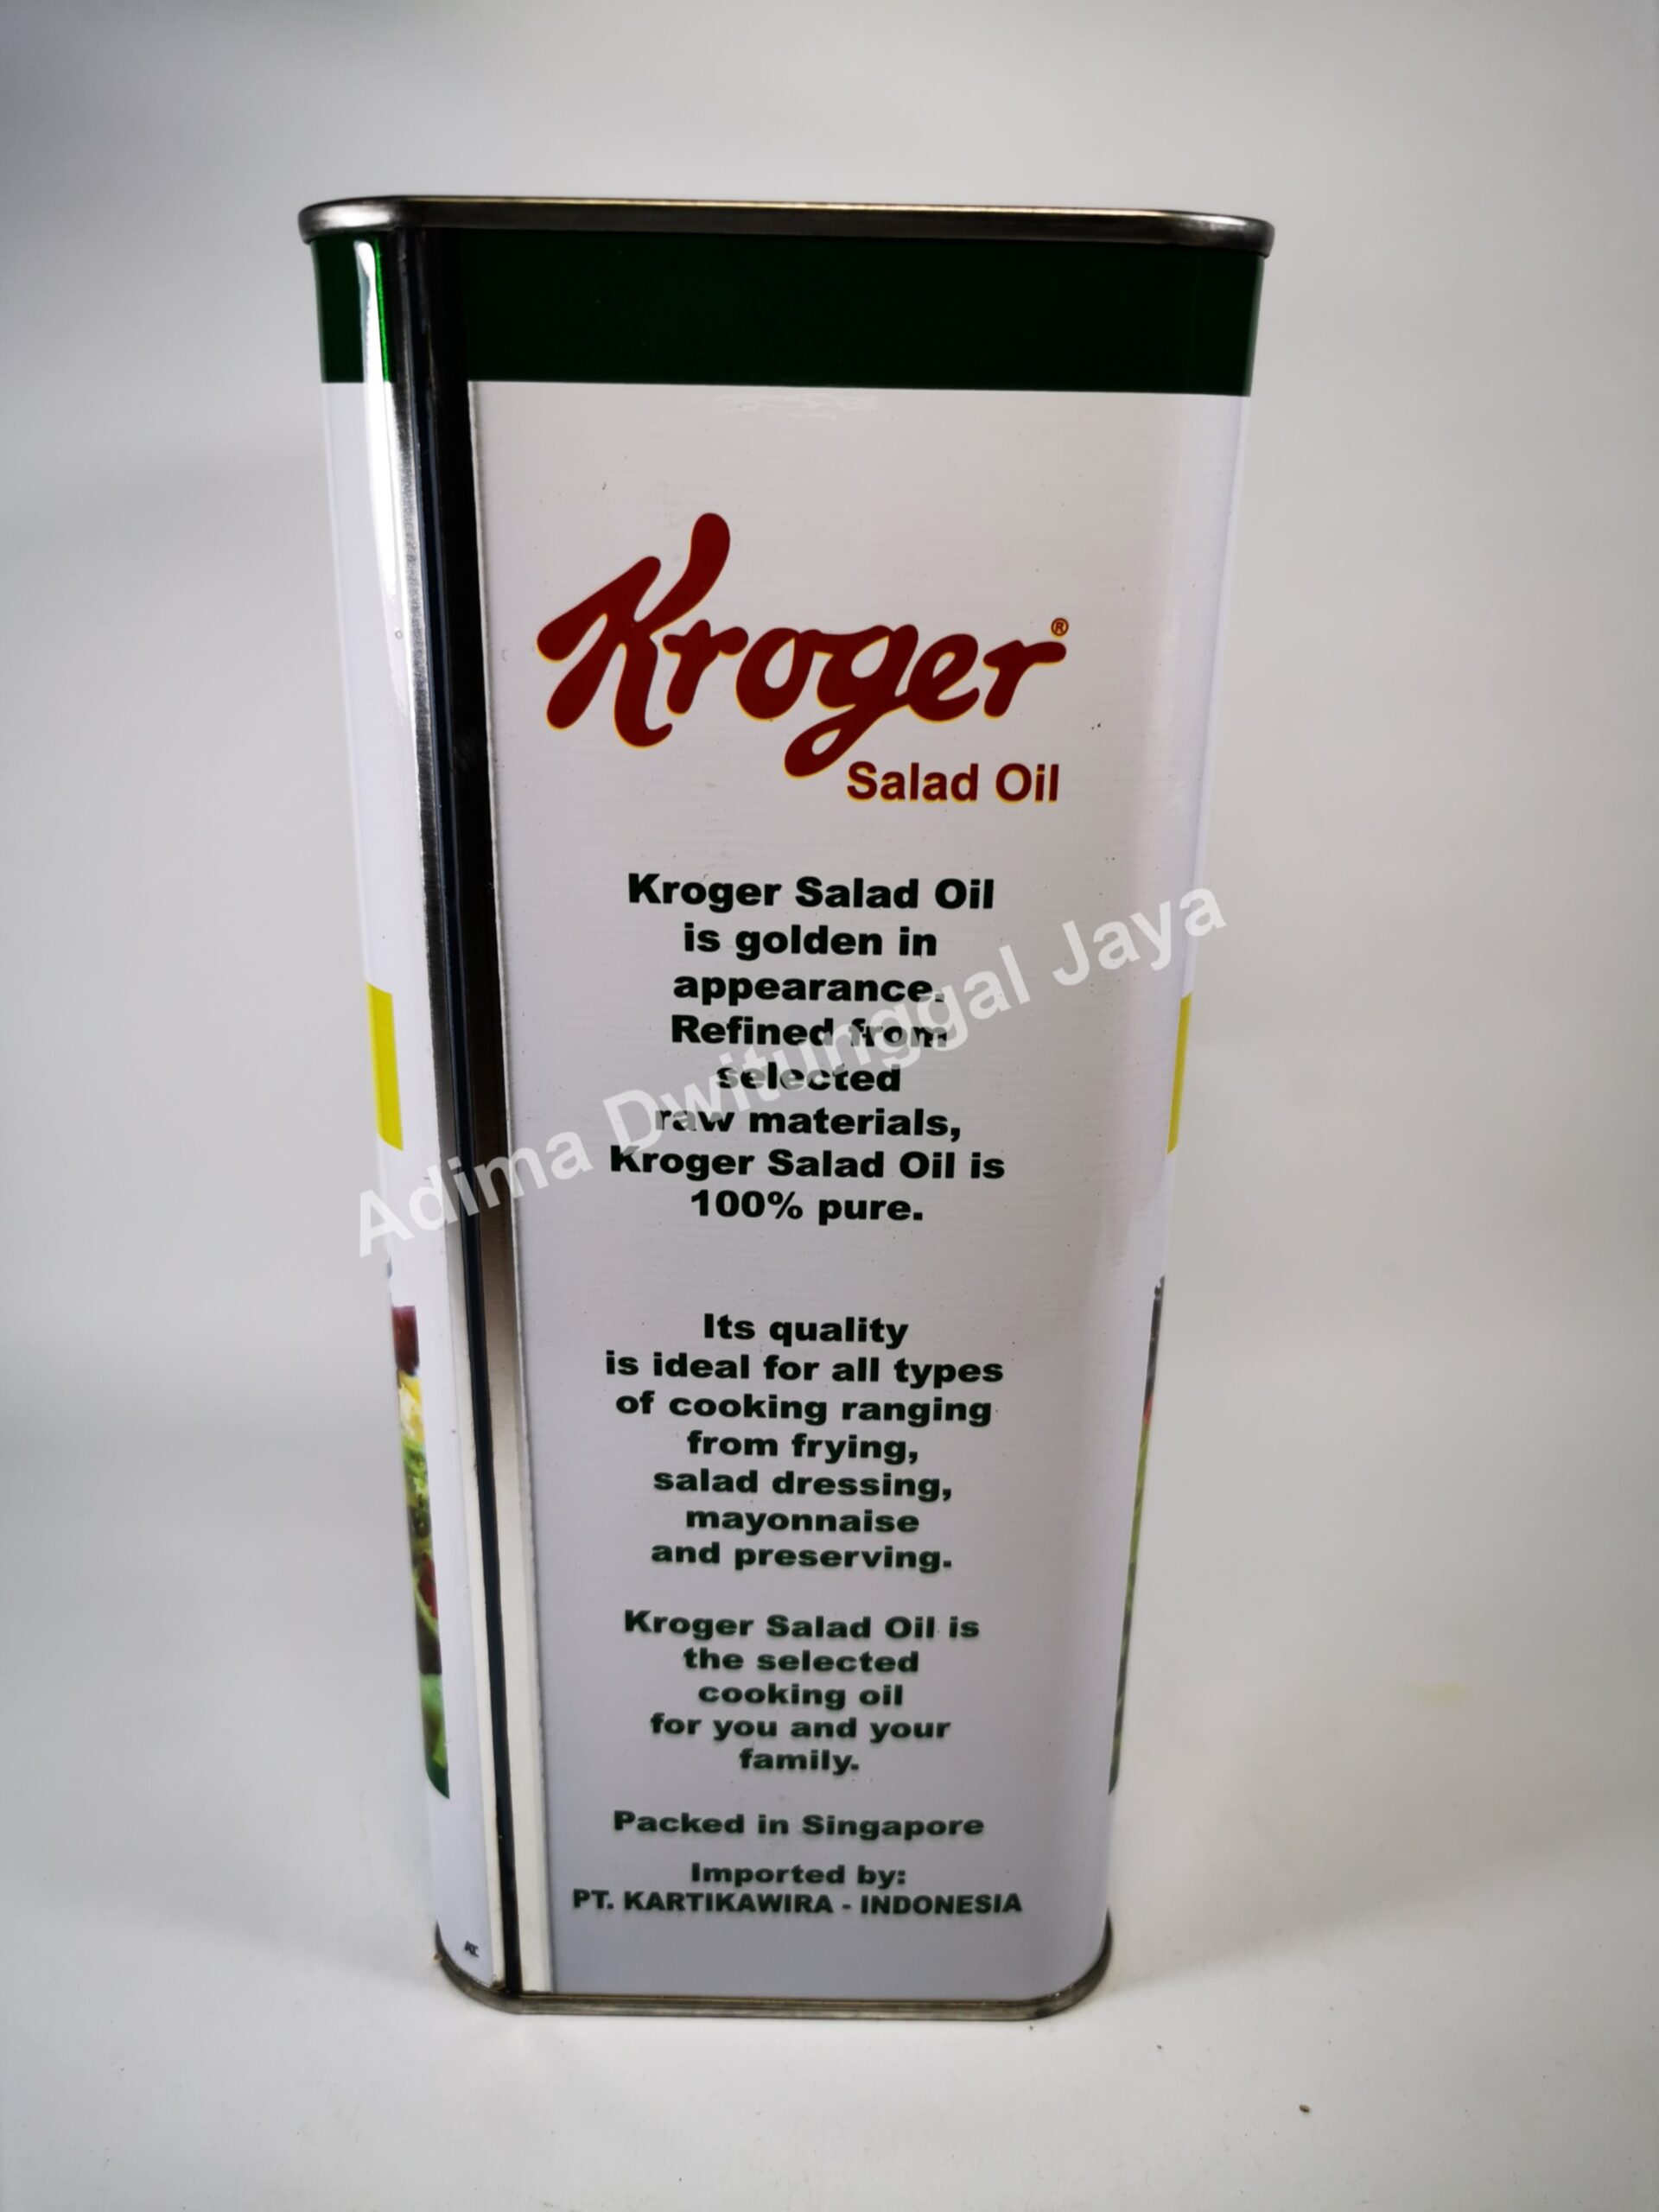 Kroger®
Salad Oil
Kroger Salad Oil
is golden in
appearance.
Refined from
selected
raw materials,
Kroger Salad Oil is
100% pure.
Its quality
is ideal for all types
of cooking ranging
from frying,
salad dressing,
mayonnaise
and preserving.
Kroger Salad Oil is
the selected
cooking oil
for you and your
family.
Packed in Singapore
Imported by:
PT. KARTIKAWIRA - INDONESIA
Adima Dwitunggal Jaya